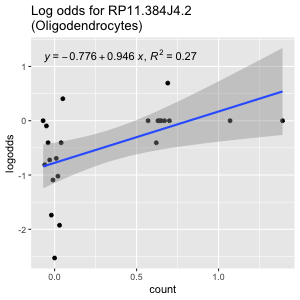 Log odds for RP11.384J4.2
(Oligodendrocytes)
y = −0.776 + 0.946 x, R² = 0.27
1
0
-1
-2
logodds
0.0 0.5 1.0
count